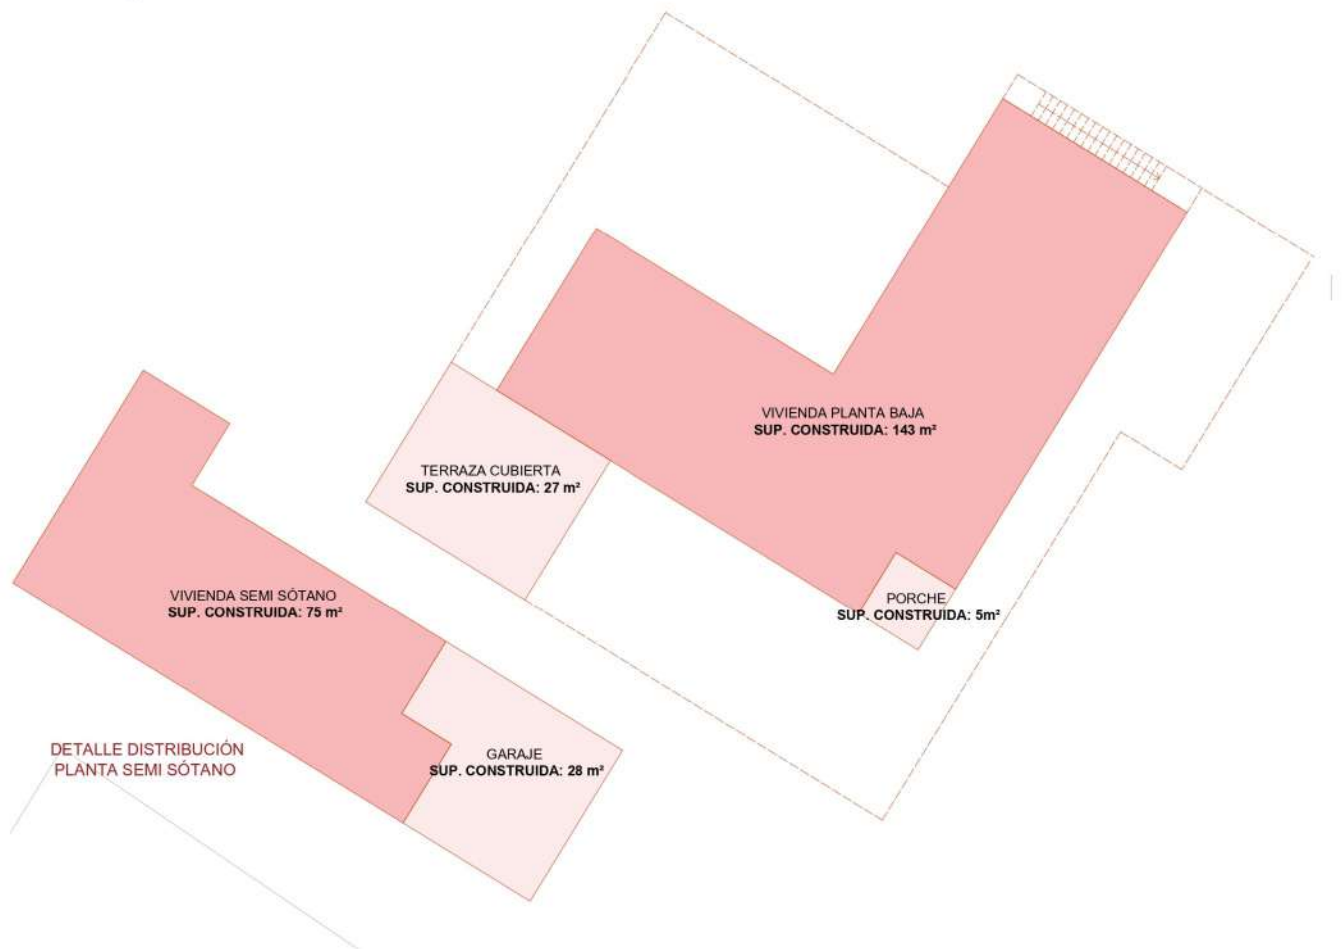 VIVIENDA PLANTA BAJA
SUP. CONSTRUIDA: 143 m²
TERRAZA CUBIERTA
SUP. CONSTRUIDA: 27 m²
PORCHE
SUP. CONSTRUIDA: 5m²
VIVIENDA SEMI SÓTANO
SUP. CONSTRUIDA: 75 m²
GARAJE
SUP. CONSTRUIDA: 28 m²
DETALLE DISTRIBUCIÓN
PLANTA SEMI SÓTANO